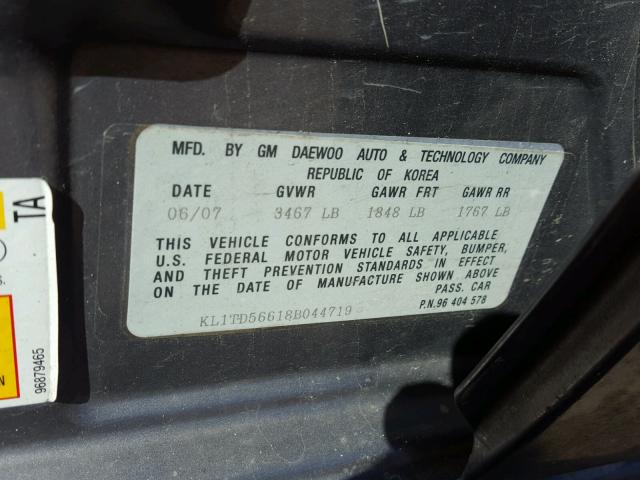 MFD. BY GM DAEWOO AUTO & TECHNOLOGY COMPANY
REPUBLIC OF KOREA
DATE GVWR GAWR FRT GAWR RR
06/07 3467 LB 1848 LB 1767 LB
THIS VEHICLE CONFORMS TO ALL APPLICABLE
U.S. FEDERAL MOTOR VEHICLE SAFETY, BUMPER,
AND THEFT PREVENTION STANDARDS IN EFFECT
ON THE DATE OF MANUFACTURE SHOWN ABOVE
PASS. CAR
P.N.96 404 578
KL1TD56618B044719
TA
96879465